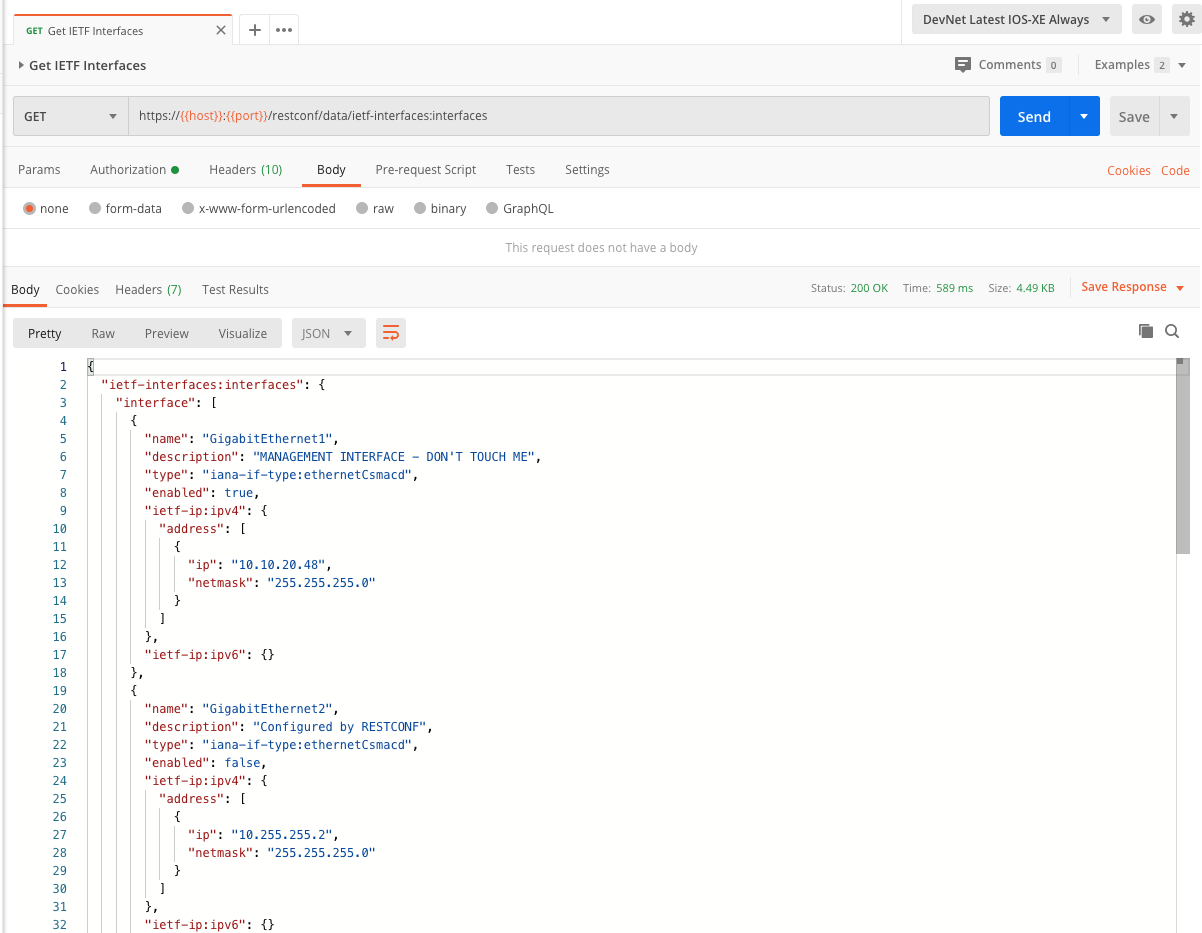 GET Get IETF Interfaces
DevNet Latest IOS-XE Always
Get IETF Interfaces
Comments 0
Examples 2
GET
https://{{host}}:{{port}}/restconf/data/ietf-interfaces:interfaces
Send
Save
Params Authorization Headers (10) Body Pre-request Script Tests Settings
Cookies Code
none form-data x-www-form-urlencoded raw binary GraphQL
This request does not have a body
Body Cookies Headers (7) Test Results
Status: 200 OK Time: 589 ms Size: 4.49 KB Save Response
Pretty Raw Preview Visualize JSON
1 {
2 "ietf-interfaces:interfaces": {
3 "interface": [
4 {
5 "name": "GigabitEthernet1",
6 "description": "MANAGEMENT INTERFACE - DON'T TOUCH ME",
7 "type": "iana-if-type:ethernetCsmacd",
8 "enabled": true,
9 "ietf-ip:ipv4": {
10 "address": [
11 {
12 "ip": "10.10.20.48",
13 "netmask": "255.255.255.0"
14 }
15 ]
16 },
17 "ietf-ip:ipv6": {}
18 },
19 {
20 "name": "GigabitEthernet2",
21 "description": "Configured by RESTCONF",
22 "type": "iana-if-type:ethernetCsmacd",
23 "enabled": false,
24 "ietf-ip:ipv4": {
25 "address": [
26 {
27 "ip": "10.255.255.2",
28 "netmask": "255.255.255.0"
29 }
30 ]
31 },
32 "ietf-ip:ipv6": {}